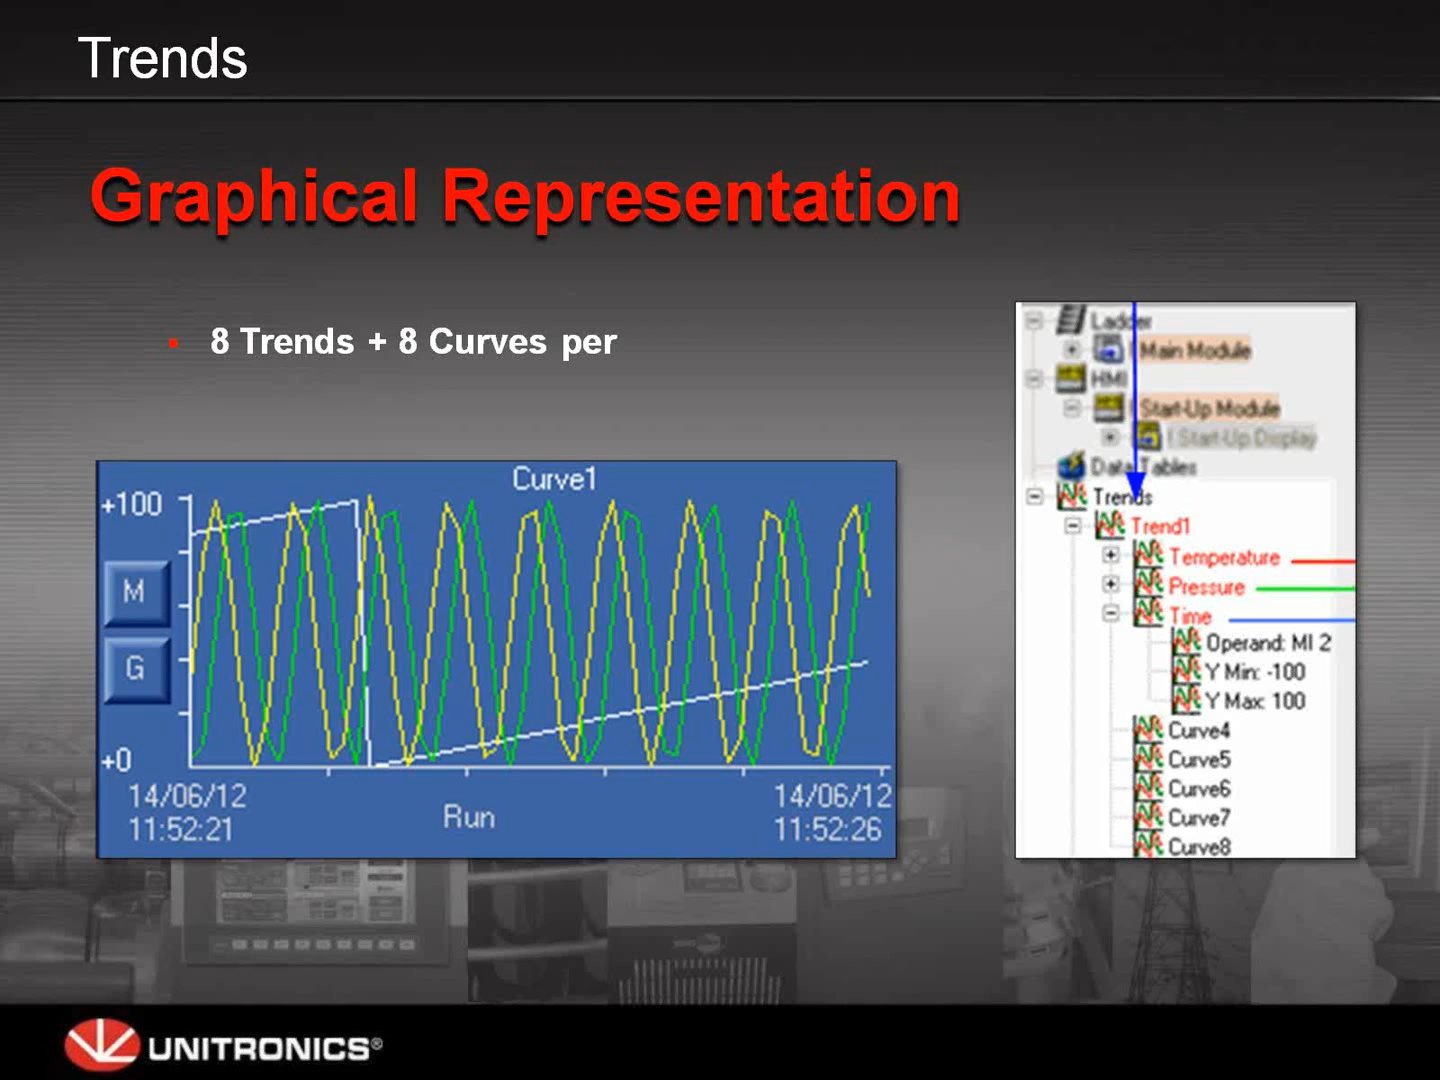 Trends
Graphical Representation
• 8 Trends + 8 Curves per
Curve1
+100
M
G
+0
14/06/12
11:52:21
Run
14/06/12
11:52:26
Ladder
! Main Module
HMI
! Start-Up Module
! Start-Up Display
Data Tables
Trends
Trend1
Temperature
Pressure
Time
Operand: MI 2
Y Min: -100
Y Max: 100
Curve4
Curve5
Curve6
Curve7
Curve8
UNITRONICS®